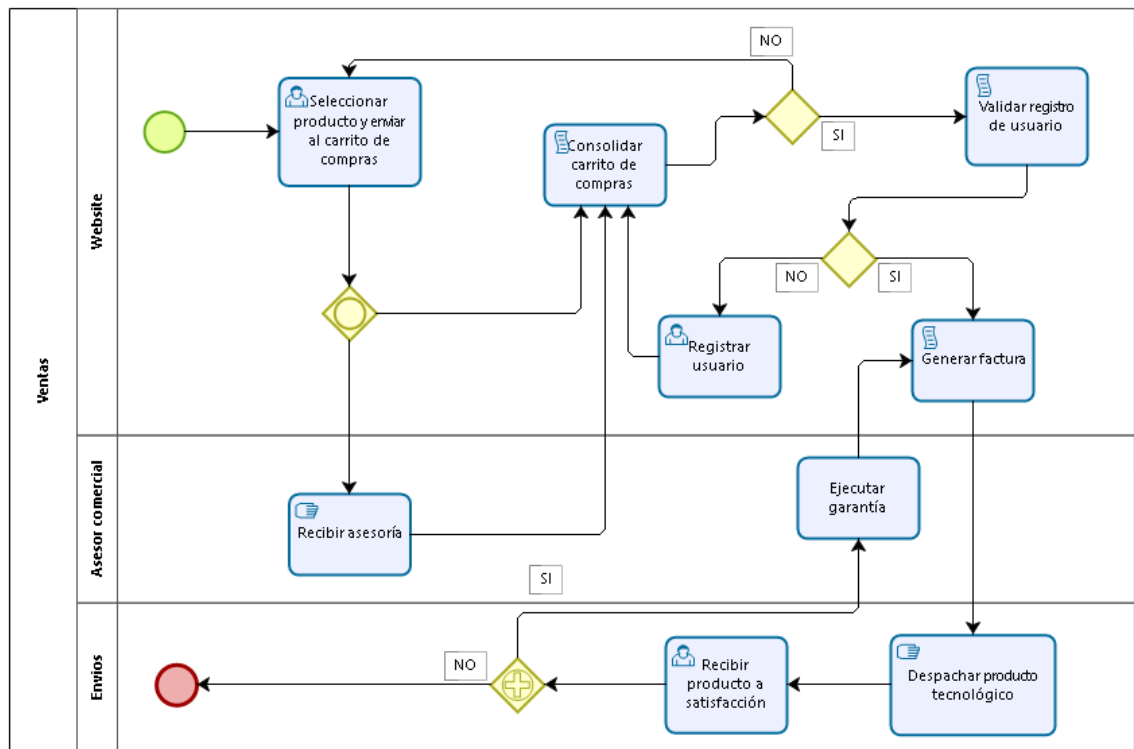 Ventas
Website
NO
Seleccionar
producto y enviar
al carrito de
compras
Consolidar
carrito de
compras
SI
Validar registro
de usuario
NO
SI
Registrar
usuario
Generar factura
Asesor comercial
Recibir asesoría
Ejecutar
garantía
SI
Envios
NO
Recibir
producto a
satisfacción
Despachar producto
tecnológico